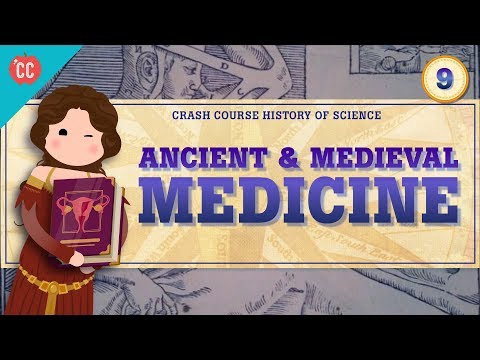 CC
9
CRASH COURSE HISTORY OF SCIENCE
ANCIENT & MEDIEVAL
MEDICINE